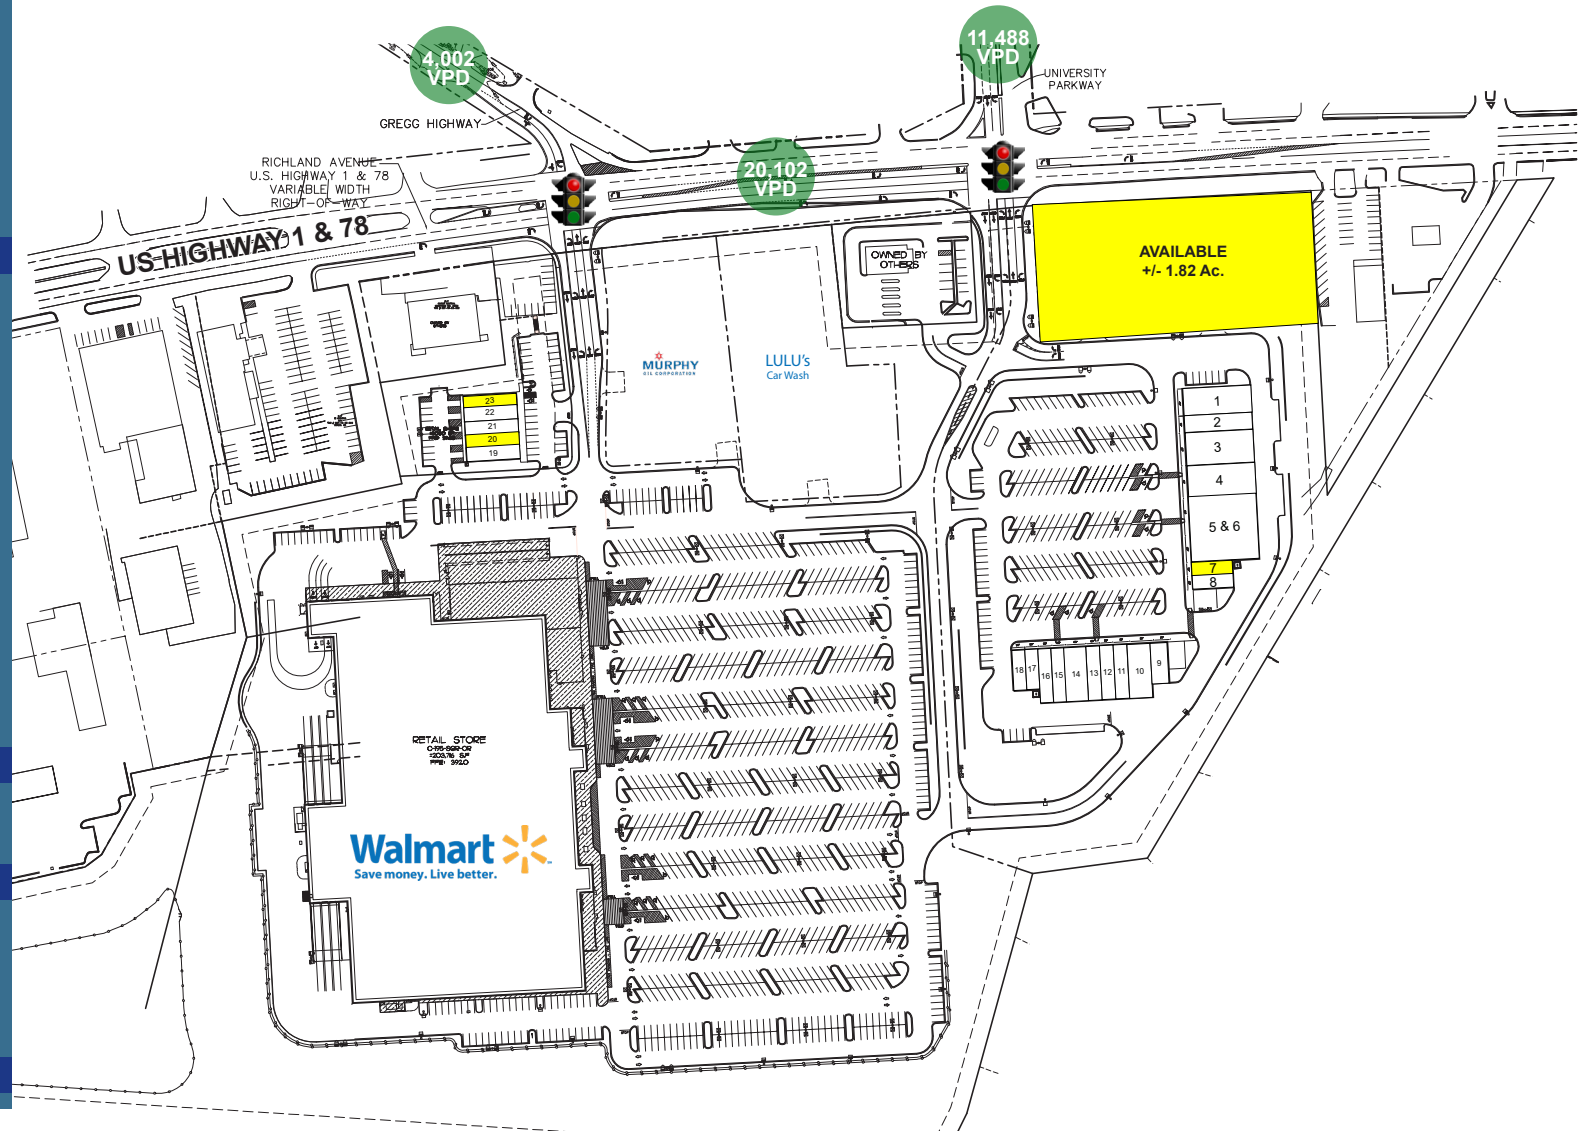 4,002
VPD
11,488
VPD
UNIVERSITY
PARKWAY
GREGG HIGHWAY
RICHLAND AVENUE
U.S. HIGHWAY 1 & 78
VARIABLE WIDTH
RIGHT-OF-WAY
20,102
VPD
US HIGHWAY 1 & 78
OWNED BY
OTHERS
AVAILABLE
+/- 1.82 Ac.
MURPHY
OIL CORPORATION
LULU's
Car Wash
23
22
21
20
19
1
2
3
4
5 & 6
7
8
18
17
16
15
14
13
12
11
10
9
RETAIL STORE
Walmart
Save money. Live better.